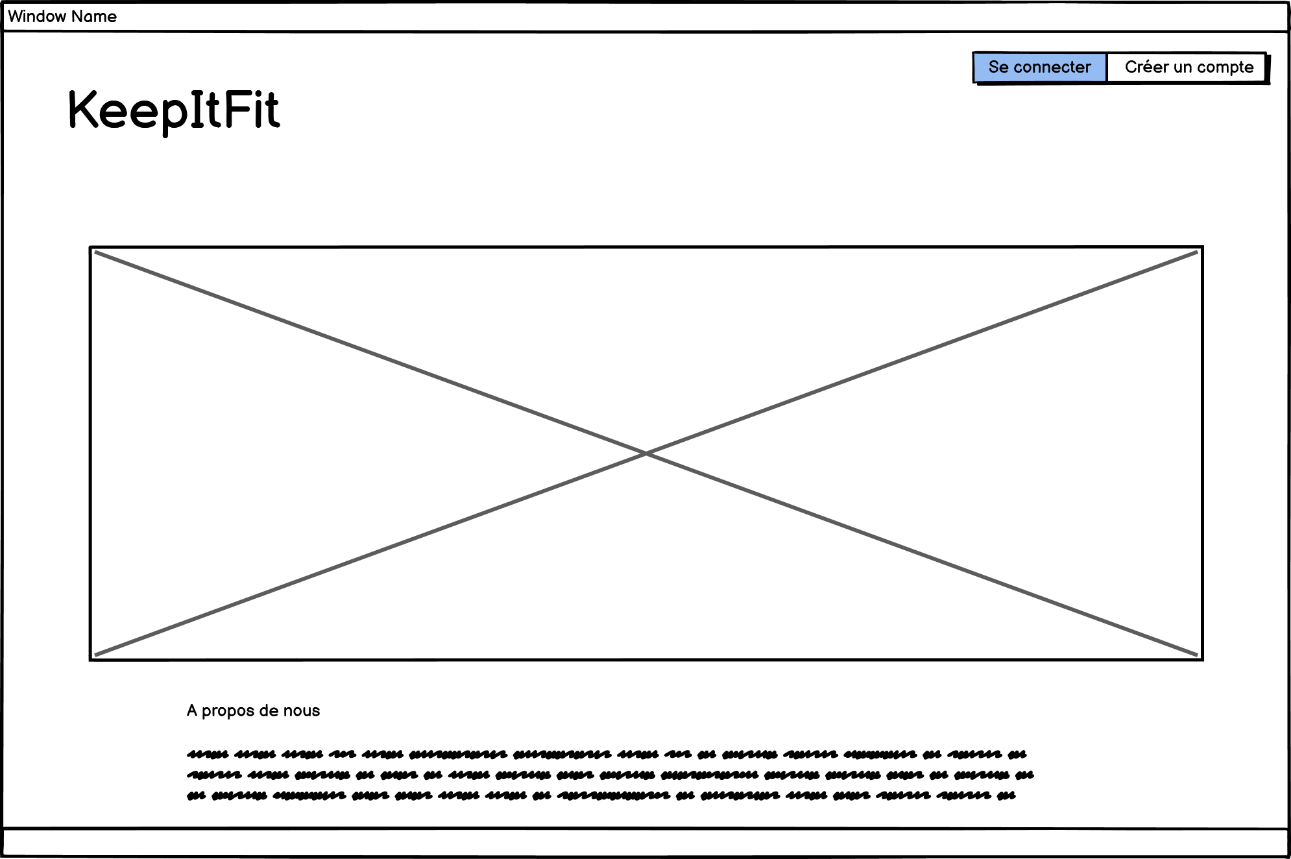 Window Name
Se connecter
Créer un compte
KeepItFit
A propos de nous